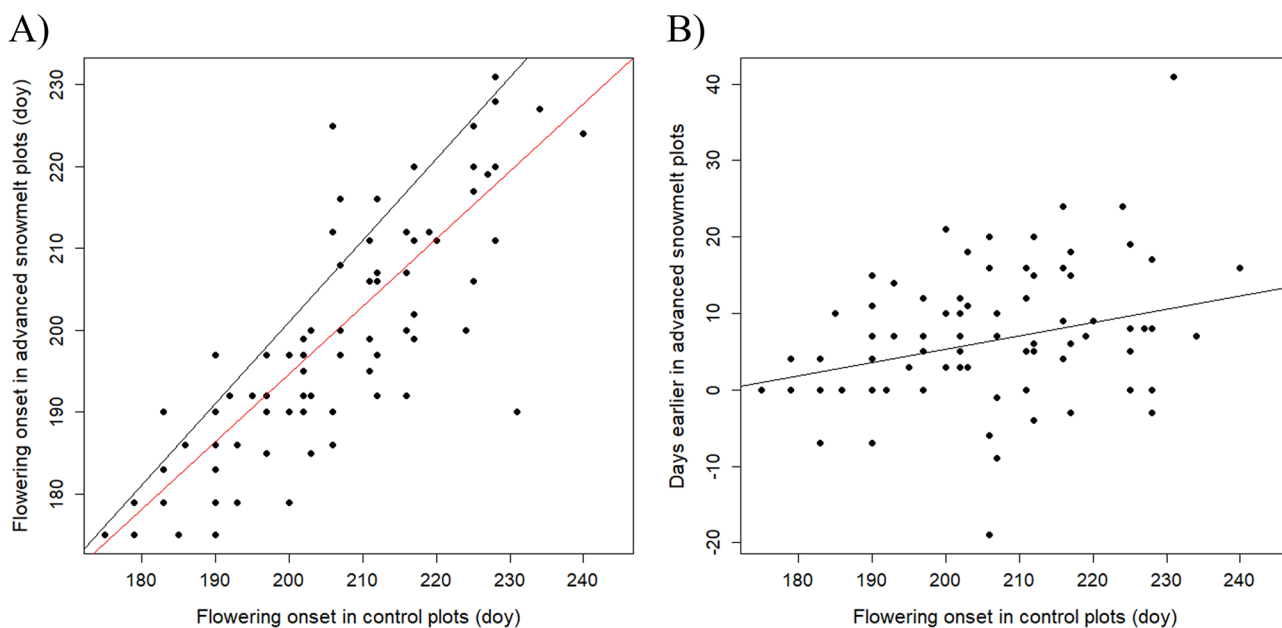 A)
Flowering onset in advanced snowmelt plots (doy)
230
220
210
200
190
180
180 190 200 210 220 230 240
Flowering onset in control plots (doy)
B)
Days earlier in advanced snowmelt plots
40
30
20
10
0
-10
-20
180 190 200 210 220 230 240
Flowering onset in control plots (doy)